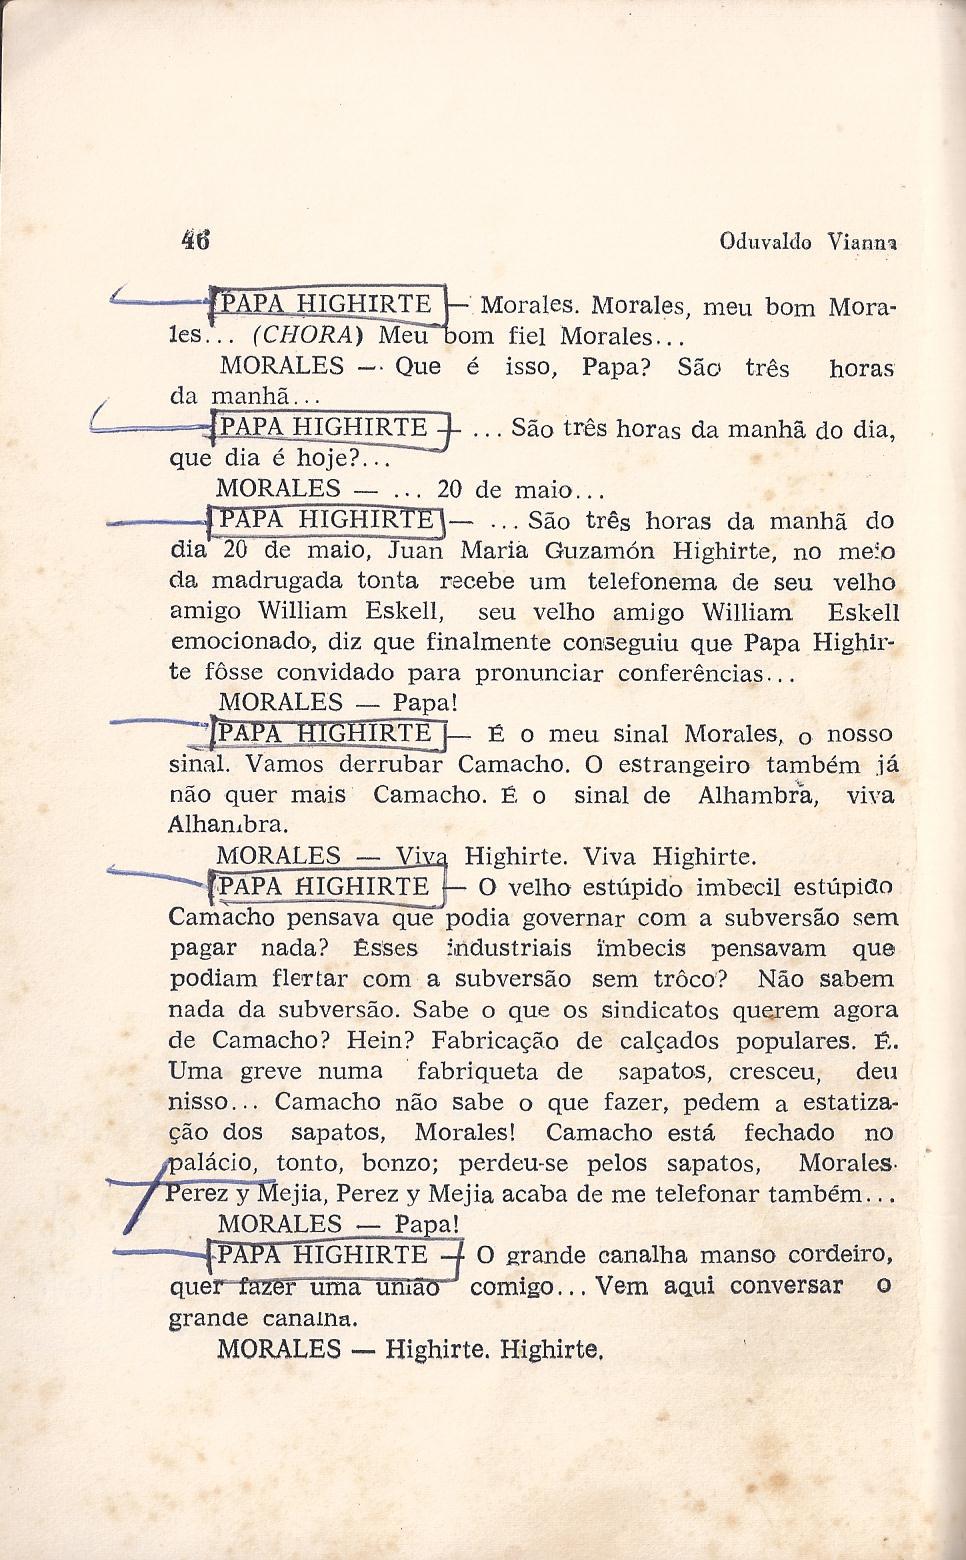 46 Oduvaldo Vianna
PAPA HIGHIRTE — Morales. Morales, meu bom Mora-
les... (CHORA) Meu bom fiel Morales...
MORALES — Que é isso, Papa? São três horas
da manhã...
PAPA HIGHIRTE — ... São três horas da manhã do dia,
que dia é hoje?...
MORALES — ... 20 de maio...
PAPA HIGHIRTE — ... São três horas da manhã do
dia 20 de maio, Juan Maria Guzamón Highirte, no meio
da madrugada tonta recebe um telefonema de seu velho
amigo William Eskell, seu velho amigo William Eskell
emocionado, diz que finalmente conseguiu que Papa Highir-
te fôsse convidado para pronunciar conferências...
MORALES — Papa!
PAPA HIGHIRTE — É o meu sinal Morales, o nosso
sinal. Vamos derrubar Camacho. O estrangeiro também já
não quer mais Camacho. É o sinal de Alhambra, viva
Alhambra.
MORALES — Viva Highirte. Viva Highirte.
PAPA HIGHIRTE — O velho estúpido imbecil estúpido
Camacho pensava que podia governar com a subversão sem
pagar nada? Êsses industriais imbecis pensavam que
podiam flertar com a subversão sem trôco? Não sabem
nada da subversão. Sabe o que os sindicatos querem agora
de Camacho? Hein? Fabricação de calçados populares. É.
Uma greve numa fabriqueta de sapatos, cresceu, deu
nisso... Camacho não sabe o que fazer, pedem a estatiza-
ção dos sapatos, Morales! Camacho está fechado no
palácio, tonto, bonzo; perdeu-se pelos sapatos, Morales.
Perez y Mejia, Perez y Mejia acaba de me telefonar também...
MORALES — Papa!
PAPA HIGHIRTE — O grande canalha manso cordeiro,
quer fazer uma união comigo... Vem aqui conversar o
grande canalha.
MORALES — Highirte. Highirte.